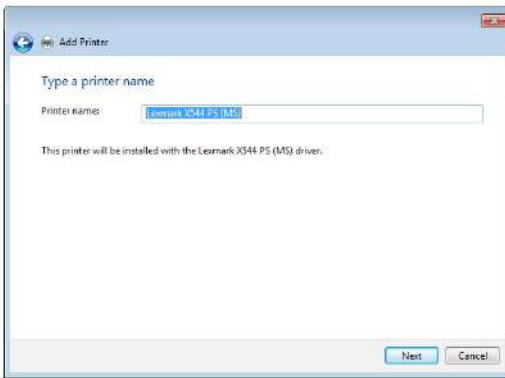 Add Printer
Type a printer name
Printer name: Lexmark X544 PS (MS)
This printer will be installed with the Lexmark X544 PS (MS) driver.
Next Cancel